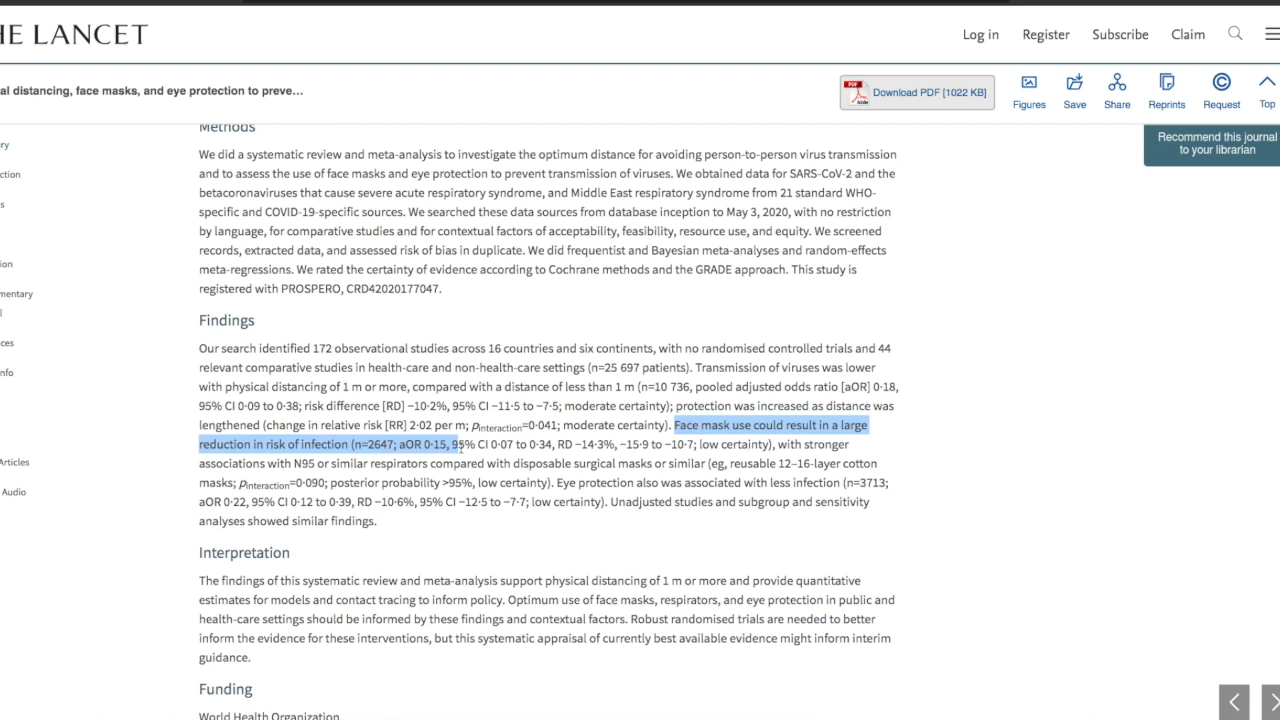 HE LANCET
Log in
Register
Subscribe
Claim
al distancing, face masks, and eye protection to preve…
PDF
Adobe
Download PDF [1022 KB]
Figures
Save
Share
Reprints
Request
Top
Recommend this journal
to your librarian
ry
ction
s
ion
mentary
l
ces
nfo
Articles
Audio
Methods
We did a systematic review and meta-analysis to investigate the optimum distance for avoiding person-to-person virus transmission
and to assess the use of face masks and eye protection to prevent transmission of viruses. We obtained data for SARS-CoV-2 and the
betacoronaviruses that cause severe acute respiratory syndrome, and Middle East respiratory syndrome from 21 standard WHO-
specific and COVID-19-specific sources. We searched these data sources from database inception to May 3, 2020, with no restriction
by language, for comparative studies and for contextual factors of acceptability, feasibility, resource use, and equity. We screened
records, extracted data, and assessed risk of bias in duplicate. We did frequentist and Bayesian meta-analyses and random-effects
meta-regressions. We rated the certainty of evidence according to Cochrane methods and the GRADE approach. This study is
registered with PROSPERO, CRD42020177047.
Findings
Our search identified 172 observational studies across 16 countries and six continents, with no randomised controlled trials and 44
relevant comparative studies in health-care and non-health-care settings (n=25 697 patients). Transmission of viruses was lower
with physical distancing of 1 m or more, compared with a distance of less than 1 m (n=10 736, pooled adjusted odds ratio [aOR] 0·18,
95% CI 0·09 to 0·38; risk difference [RD] −10·2%, 95% CI −11·5 to −7·5; moderate certainty); protection was increased as distance was
lengthened (change in relative risk [RR] 2·02 per m; pinteraction=0·041; moderate certainty). Face mask use could result in a large
reduction in risk of infection (n=2647; aOR 0·15, 95% CI 0·07 to 0·34, RD −14·3%, −15·9 to −10·7; low certainty), with stronger
associations with N95 or similar respirators compared with disposable surgical masks or similar (eg, reusable 12–16-layer cotton
masks; pinteraction=0·090; posterior probability >95%, low certainty). Eye protection also was associated with less infection (n=3713;
aOR 0·22, 95% CI 0·12 to 0·39, RD −10·6%, 95% CI −12·5 to −7·7; low certainty). Unadjusted studies and subgroup and sensitivity
analyses showed similar findings.
Interpretation
The findings of this systematic review and meta-analysis support physical distancing of 1 m or more and provide quantitative
estimates for models and contact tracing to inform policy. Optimum use of face masks, respirators, and eye protection in public and
health-care settings should be informed by these findings and contextual factors. Robust randomised trials are needed to better
inform the evidence for these interventions, but this systematic appraisal of currently best available evidence might inform interim
guidance.
Funding
World Health Organization.